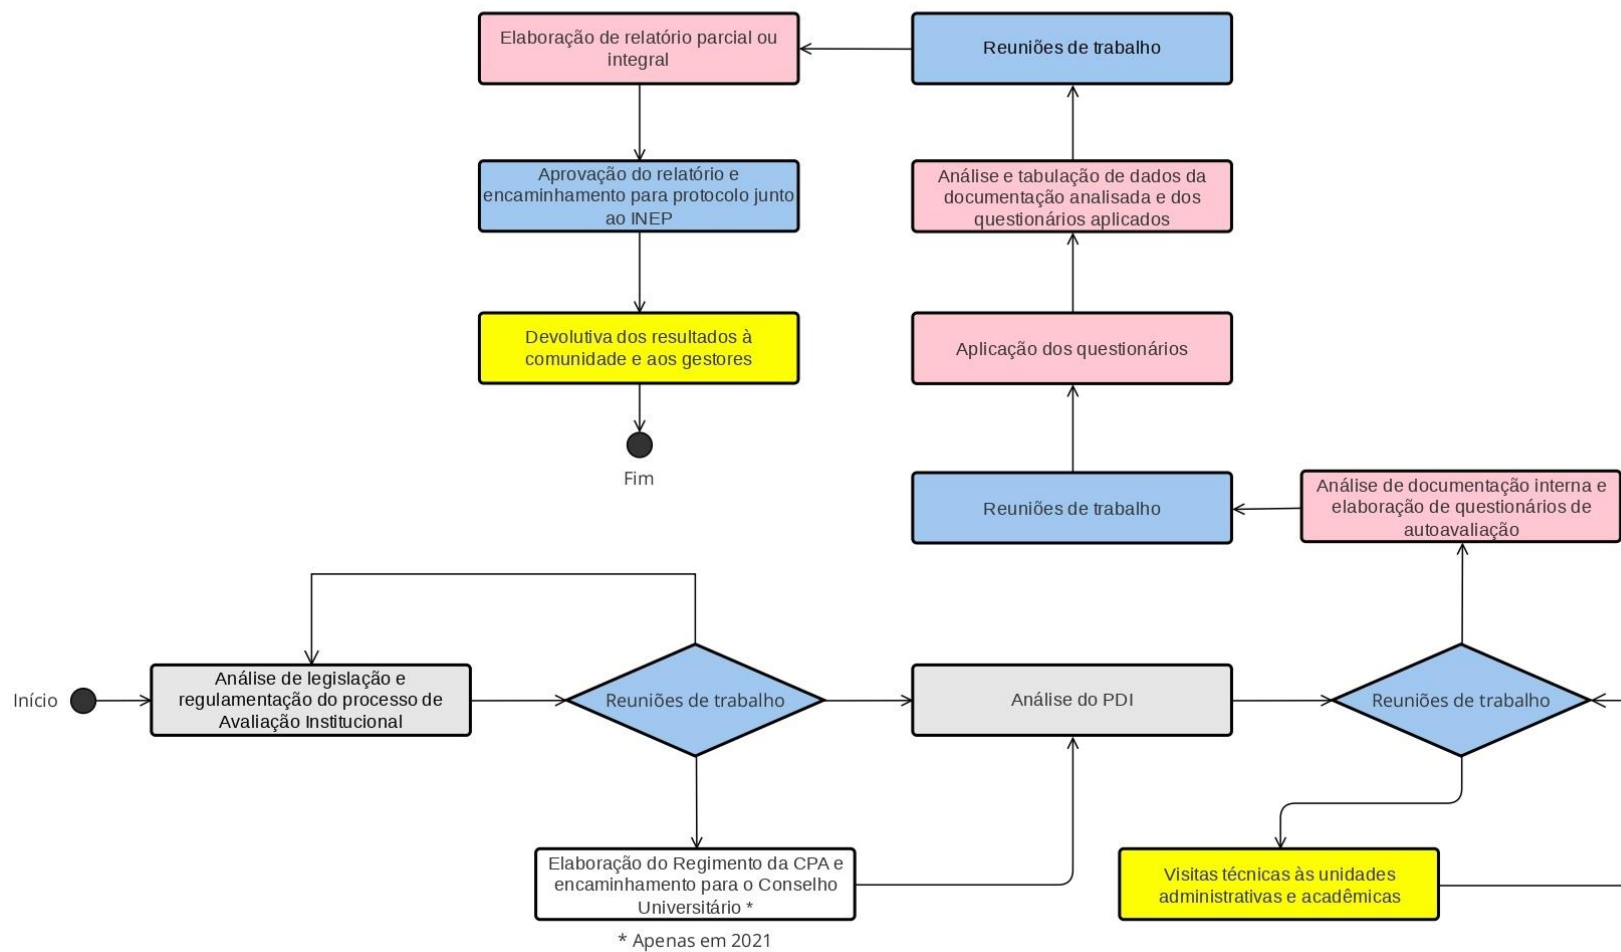 Elaboração de relatório parcial ou
integral
Reuniões de trabalho
Aprovação do relatório e
encaminhamento para protocolo junto
ao INEP
Análise e tabulação de dados da
documentação analisada e dos
questionários aplicados
Devolutiva dos resultados à
comunidade e aos gestores
Aplicação dos questionários
Fim
Reuniões de trabalho
Análise de documentação interna e
elaboração de questionários de
autoavaliação
Início
Análise de legislação e
regulamentação do processo de
Avaliação Institucional
Reuniões de trabalho
Análise do PDI
Reuniões de trabalho
Elaboração do Regimento da CPA e
encaminhamento para o Conselho
Universitário *
Visitas técnicas às unidades
administrativas e acadêmicas
* Apenas em 2021